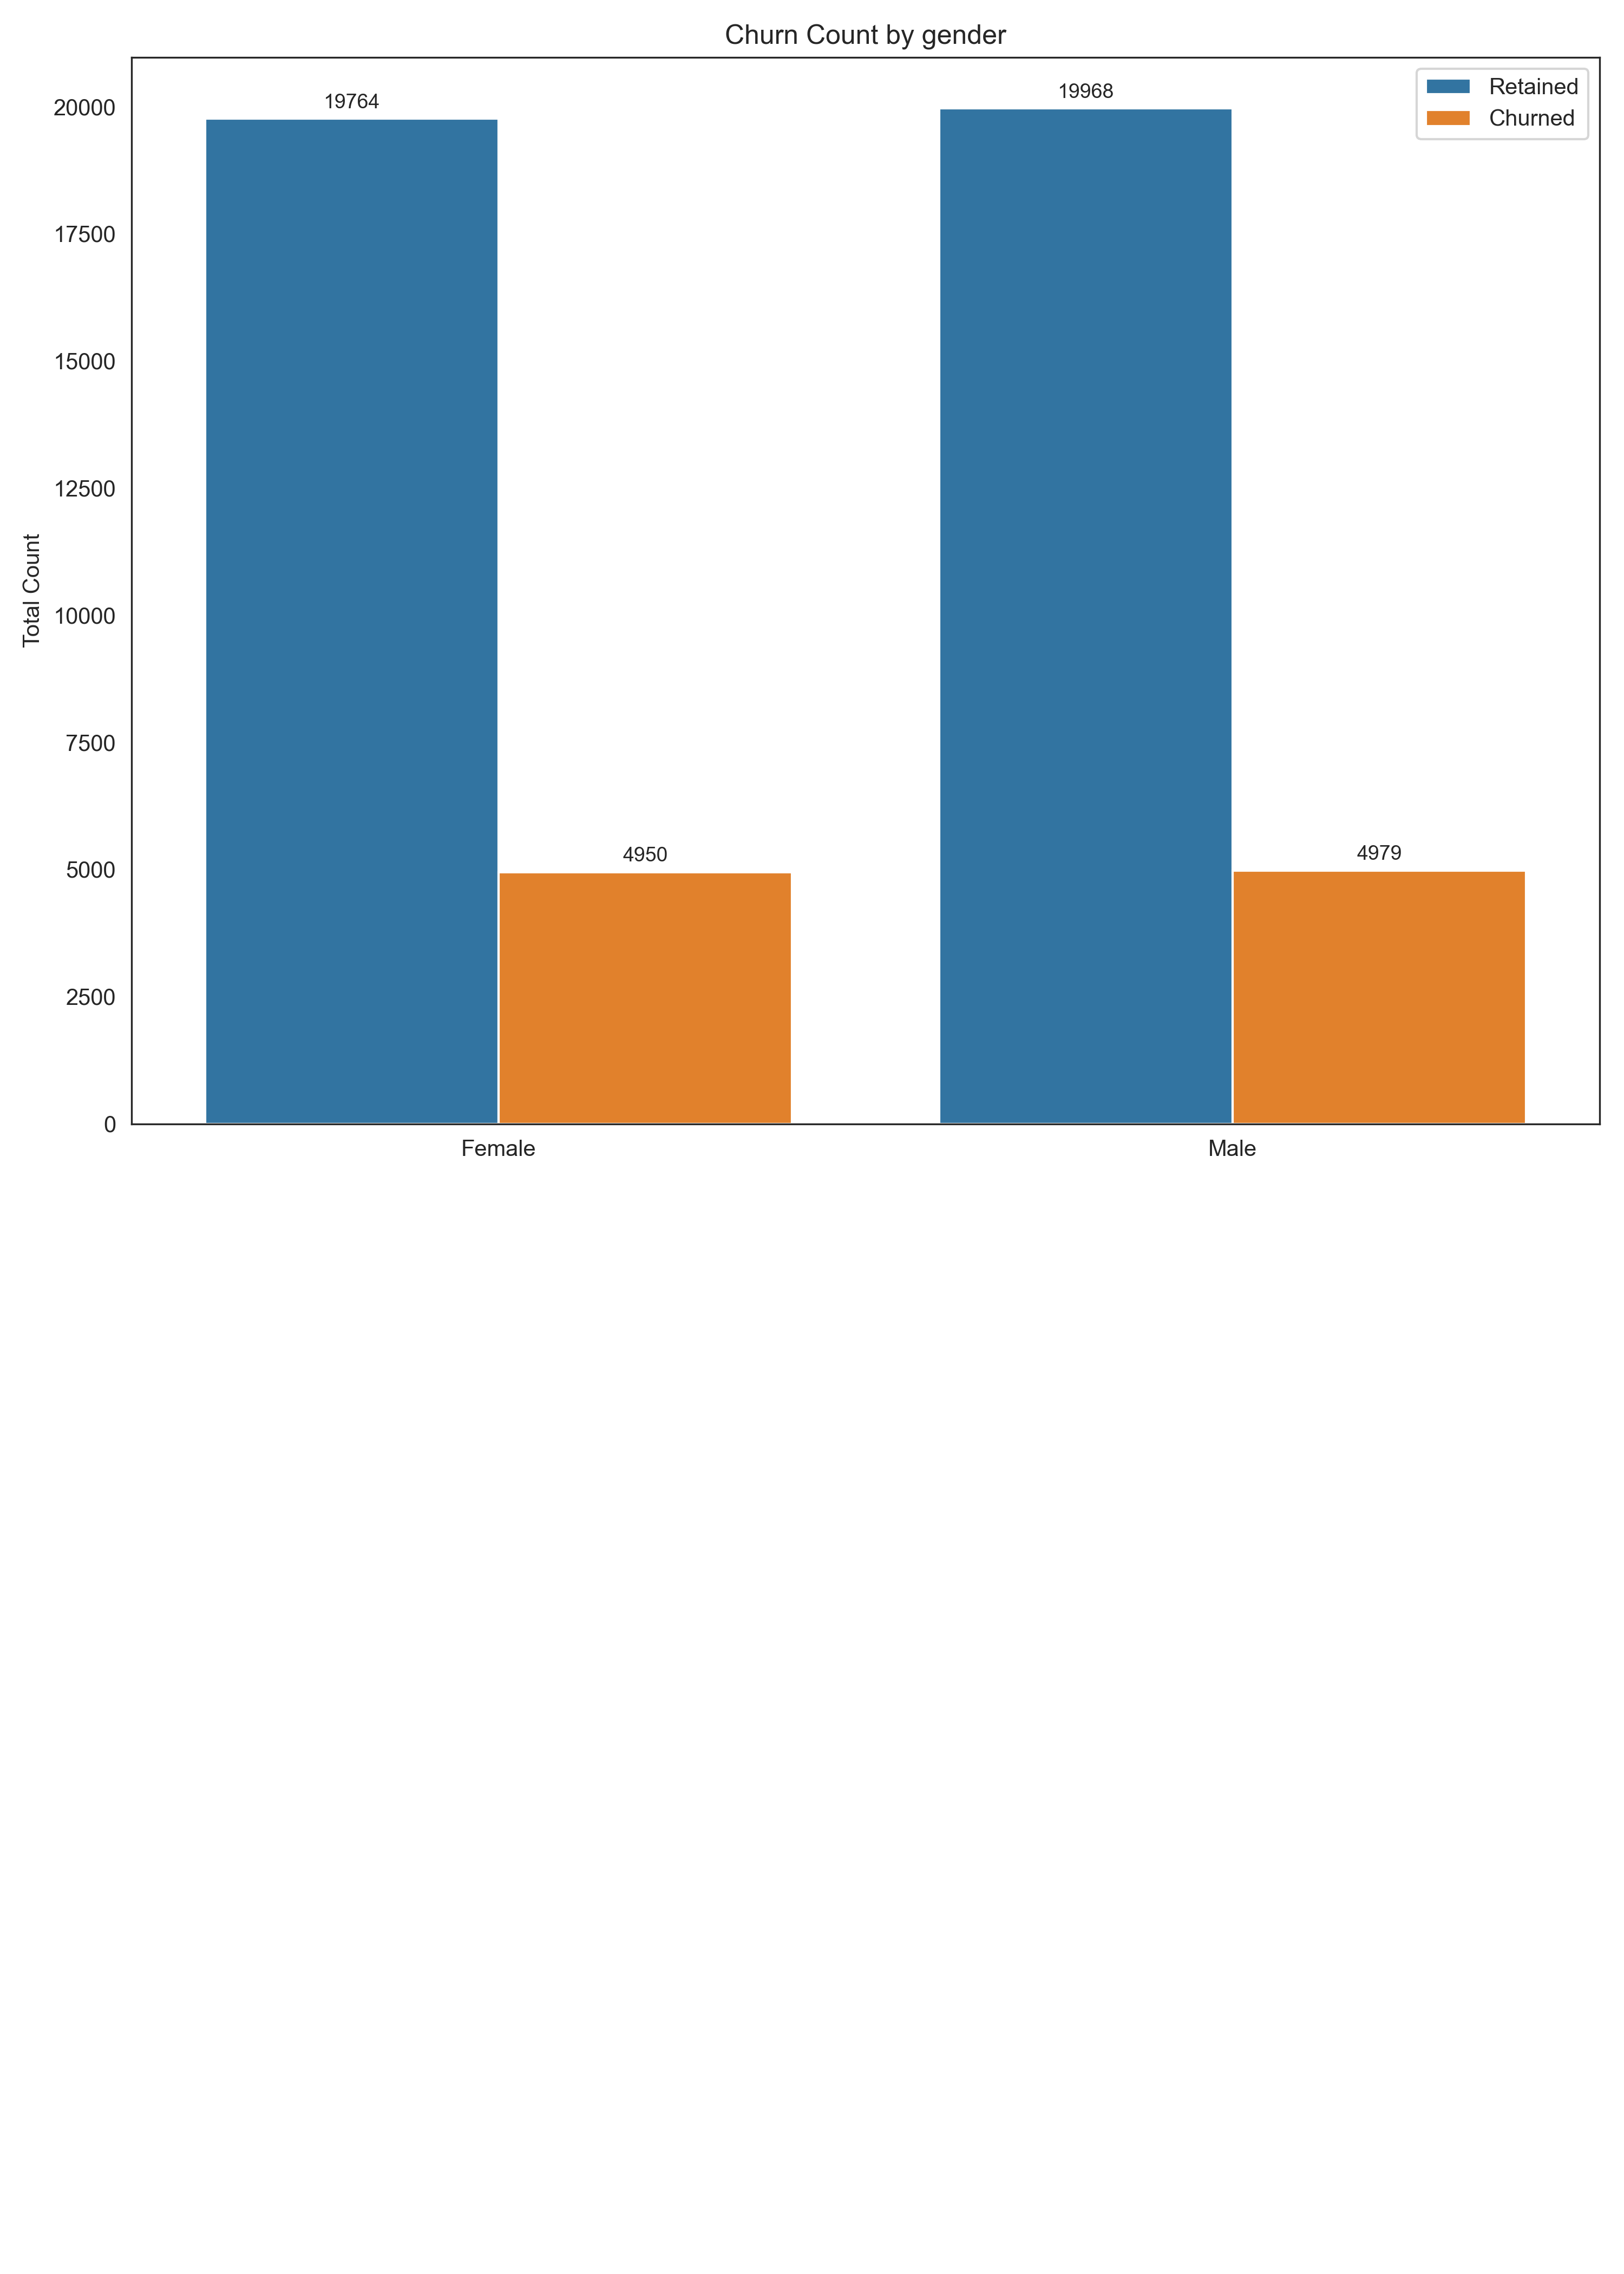 Churn Count by gender
Retained
Churned
Total Count
20000
17500
15000
12500
10000
7500
5000
2500
0
19764
4950
19968
4979
Female
Male